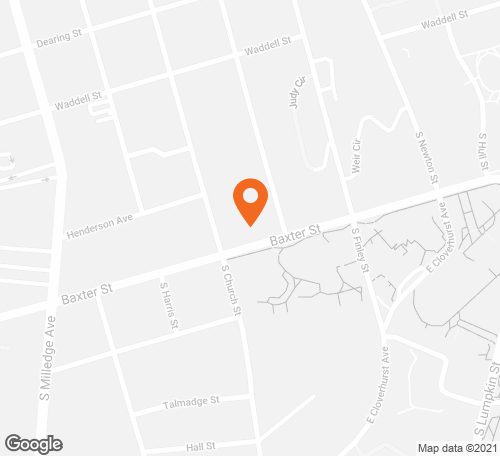 Waddell St
Dearing St
Waddell St
Waddell St
Judy Cir
Weir Cir
S Newton St
S Hull St
Henderson Ave
Baxter St
S Finley St
E Cloverhurst Ave
Baxter St
S Harris St
S Church St
S Milledge Ave
E Cloverhurst Ave
S Lumpkin St
Talmadge St
Hall St
Google
Map data ©2021